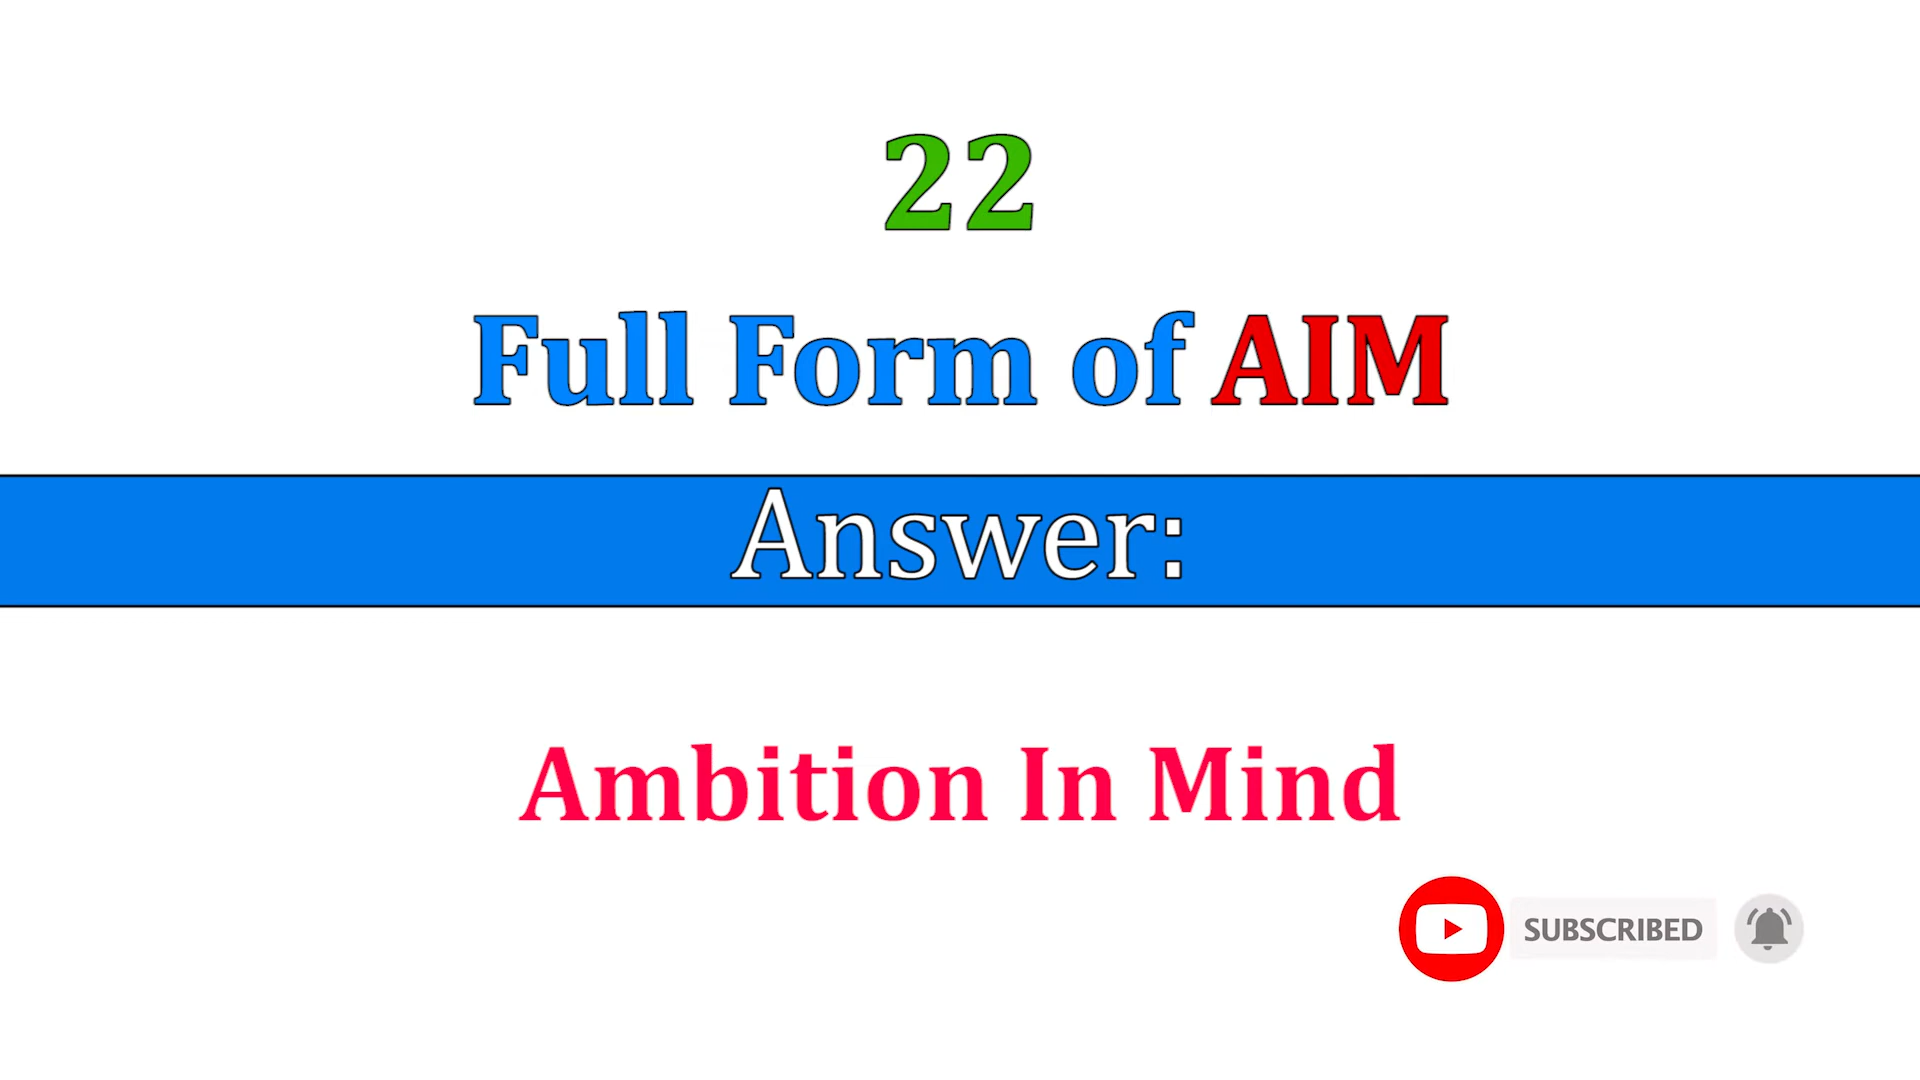 22
Full Form of AIM
Answer:
Ambition In Mind
SUBSCRIBED